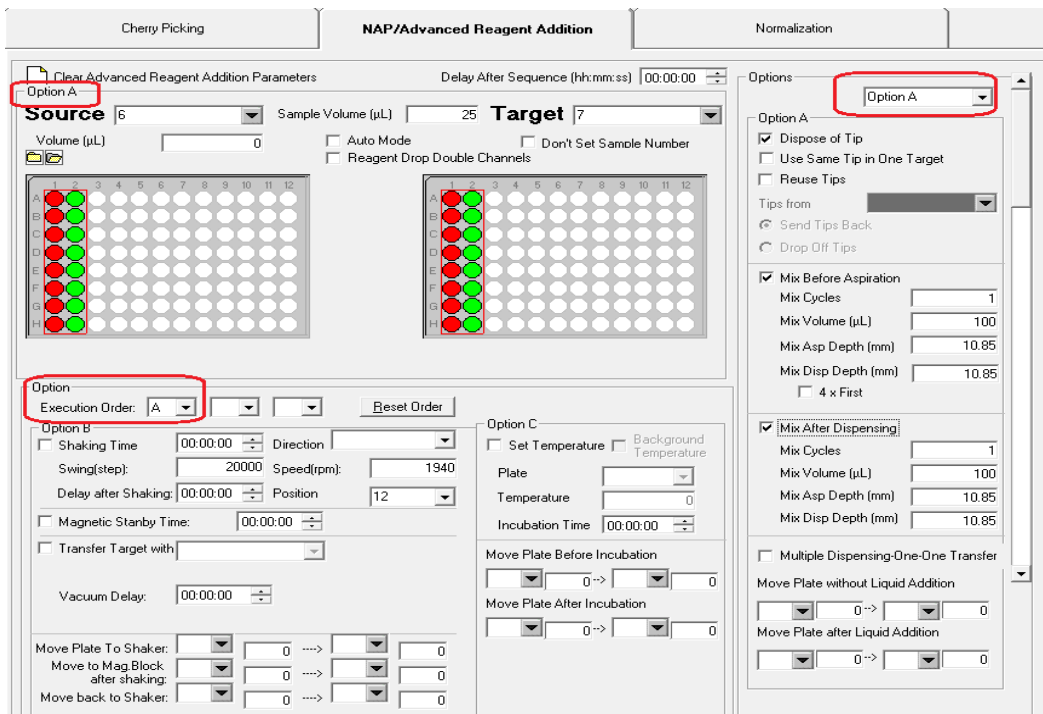 Cherry Picking
NAP/Advanced Reagent Addition
Normalization
Clear Advanced Reagent Addition Parameters
Delay After Sequence (hh:mm:ss) 00:00:00
Option A
Source 6 Sample Volume (µL) 25 Target 7
Volume (µL) 0
Auto Mode
Don't Set Sample Number
Reagent Drop Double Channels
1 2 3 4 5 6 7 8 9 10 11 12
A
B
C
D
E
F
G
H
1 2 3 4 5 6 7 8 9 10 11 12
A
B
C
D
E
F
G
H
Option
Execution Order: A
Reset Order
Option B
Shaking Time 00:00:00 Direction
Swing(step): 20000 Speed(rpm): 1940
Delay after Shaking: 00:00:00 Position 12
Magnetic Stanby Time: 00:00:00
Transfer Target with
Vacuum Delay: 00:00:00
Move Plate To Shaker: 0 ----> 0
Move to Mag.Block
after shaking: 0 ----> 0
Move back to Shaker: 0 ----> 0
Option C
Set Temperature
Background
Temperature
Plate
Temperature 0
Incubation Time 00:00:00
Move Plate Before Incubation
0 --> 0
Move Plate After Incubation
0 --> 0
Options
Option A
Option A
Dispose of Tip
Use Same Tip in One Target
Reuse Tips
Tips from
Send Tips Back
Drop Off Tips
Mix Before Aspiration
Mix Cycles 1
Mix Volume (µL) 100
Mix Asp Depth (mm) 10.85
Mix Disp Depth (mm) 10.85
4 x First
Mix After Dispensing
Mix Cycles 1
Mix Volume (µL) 100
Mix Asp Depth (mm) 10.85
Mix Disp Depth (mm) 10.85
Multiple Dispensing-One-One Transfer
Move Plate without Liquid Addition
0 --> 0
Move Plate after Liquid Addition
0 --> 0